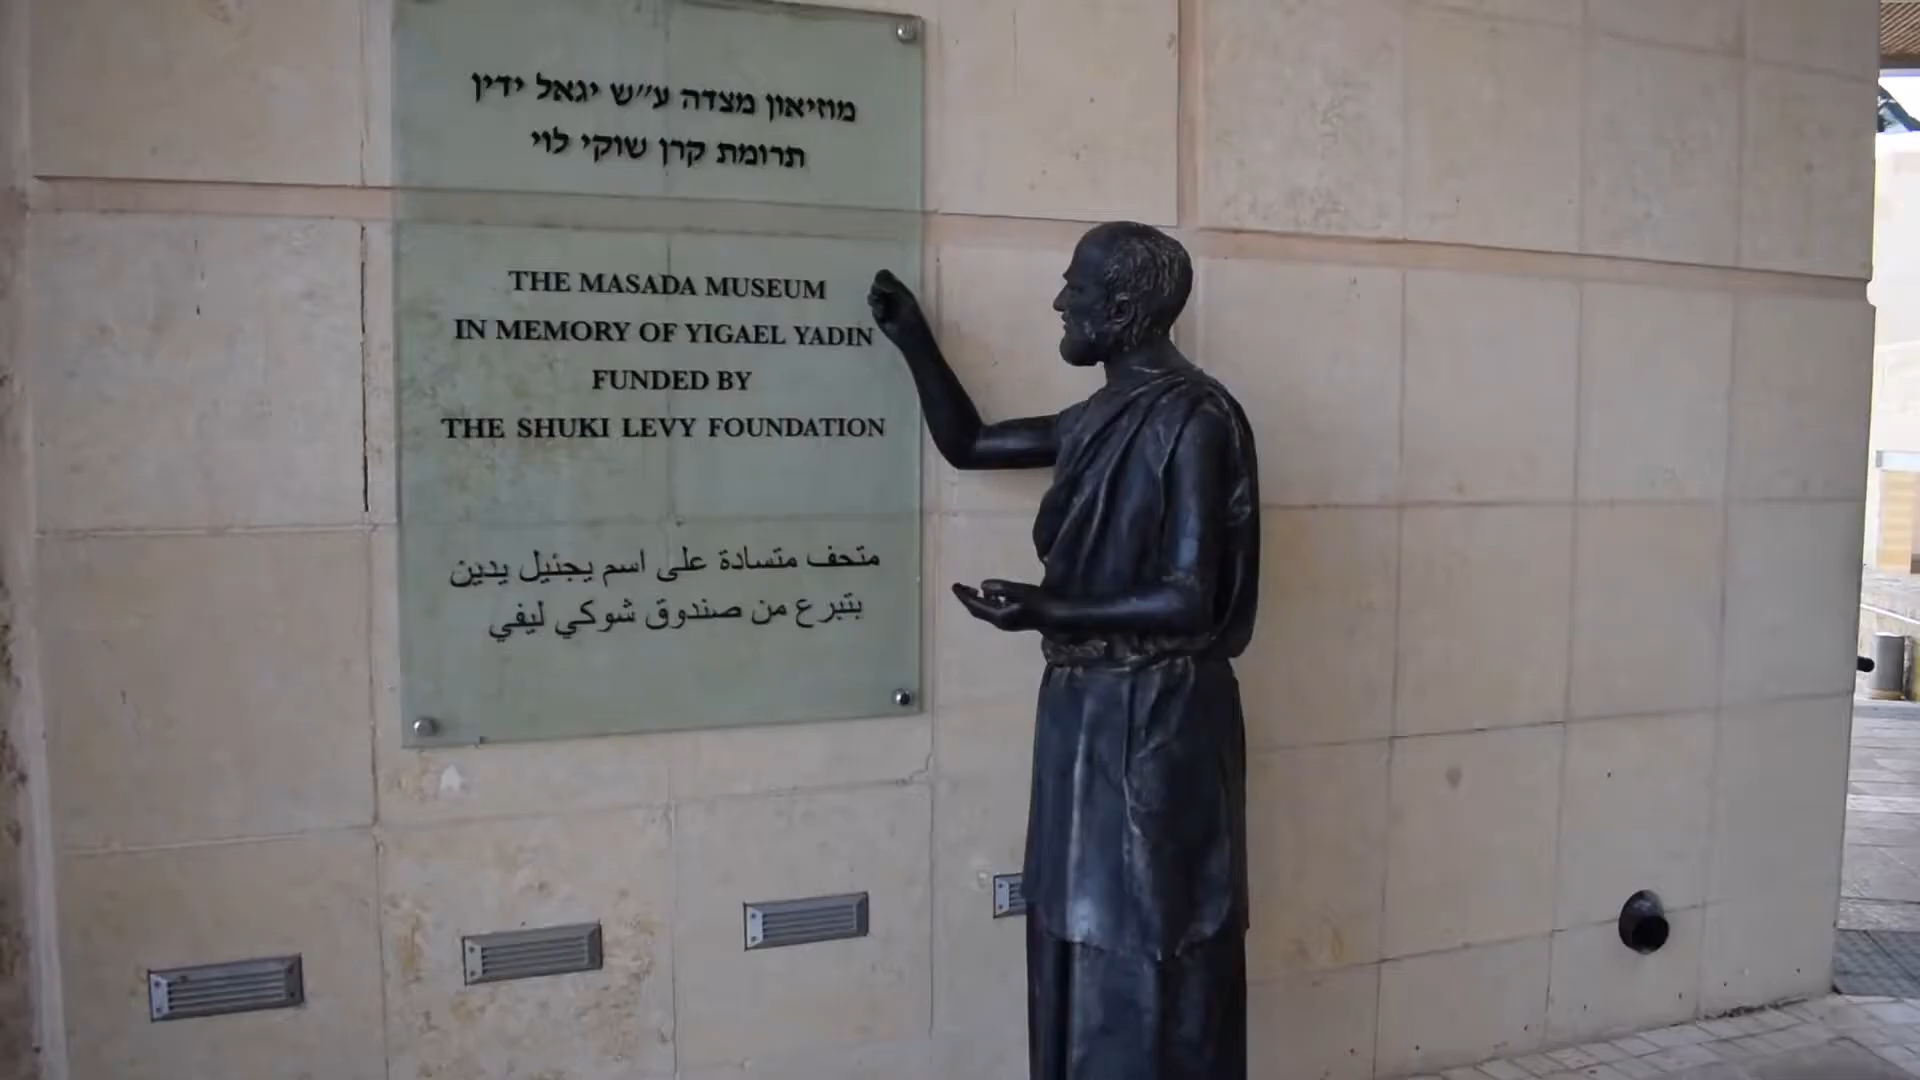 מוזיאון מצדה ע״ש יגאל ידין
תרומת קרן שוקי לוי
THE MASADA MUSEUM
IN MEMORY OF YIGAEL YADIN
FUNDED BY
THE SHUKI LEVY FOUNDATION
متحف متسادة على اسم يجئيل يدين
بتبرع من صندوق شوكي ليفي